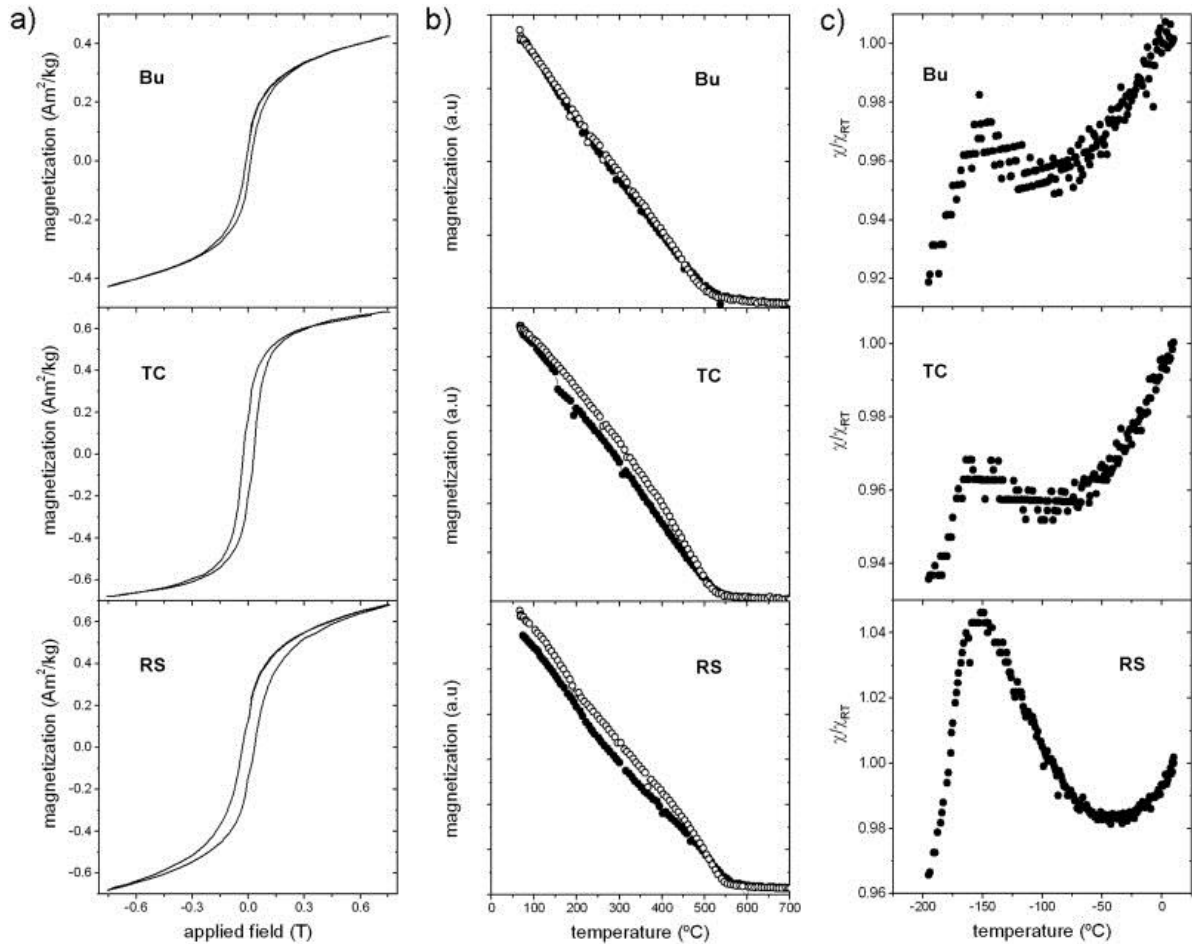 a)
b)
c)
Bu
magnetization (Am²/kg)
0.4
0.2
0.0
-0.2
-0.4
Bu
magnetization (a.u)
Bu
χ/χRT
1.00
0.98
0.96
0.94
0.92
TC
magnetization (Am²/kg)
0.6
0.4
0.2
0.0
-0.2
-0.4
-0.6
TC
magnetization (a.u)
TC
χ/χRT
1.00
0.98
0.96
0.94
RS
magnetization (Am²/kg)
0.6
0.4
0.2
0.0
-0.2
-0.4
-0.6
-0.6 -0.3 0.0 0.3 0.6
applied field (T)
RS
magnetization (a.u)
0 100 200 300 400 500 600 700
temperature (ºC)
RS
χ/χRT
1.04
1.02
1.00
0.98
0.96
-200 -150 -100 -50 0
temperature (ºC)